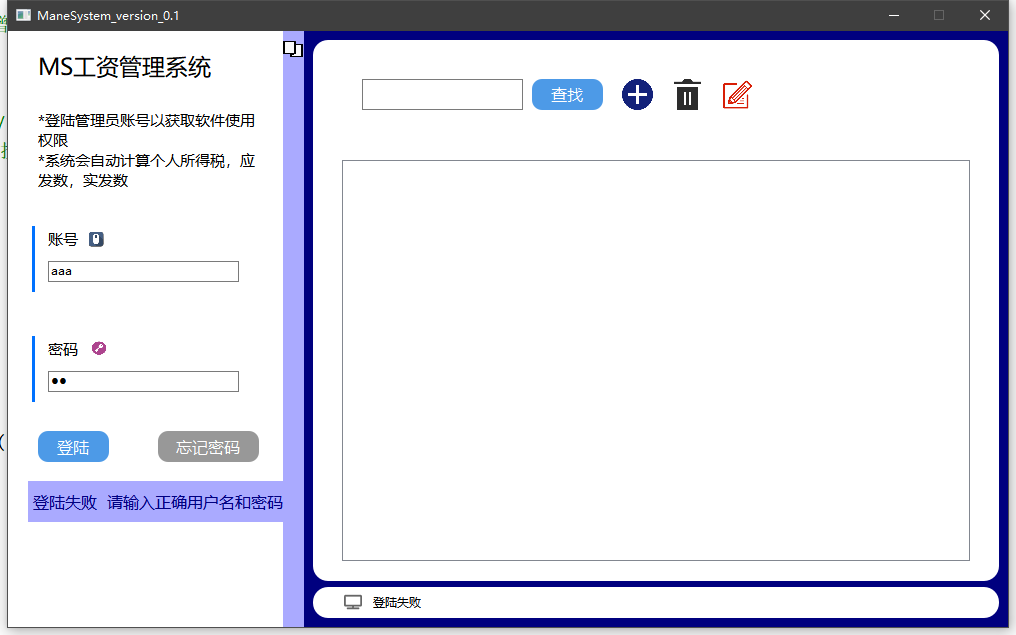 ManeSystem_version_0.1
MS工资管理系统
*登陆管理员账号以获取软件使用
权限
*系统会自动计算个人所得税，应
发数，实发数
账号
aaa
密码
●●
登陆
忘记密码
登陆失败 请输入正确用户名和密码
查找
登陆失败